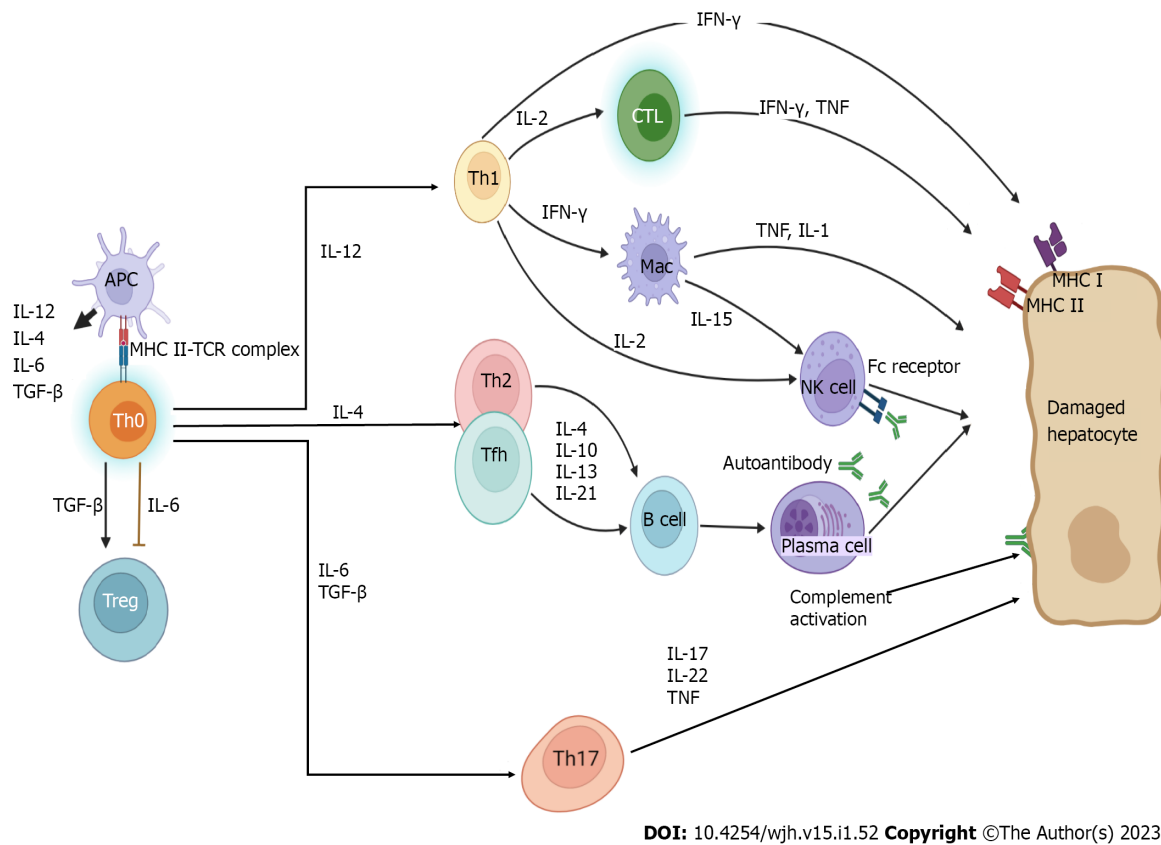 IFN-γ
IL-2
CTL
IFN-γ, TNF
Th1
IFN-γ
TNF, IL-1
IL-12
Mac
APC
MHC I
MHC II
IL-12
IL-4
IL-6
TGF-β
MHC II-TCR complex
IL-15
IL-2
Fc receptor
NK cell
Th2
Th0
IL-4
Damaged
hepatocyte
Tfh
IL-4
IL-10
IL-13
IL-21
Autoantibody
TGF-β
IL-6
B cell
Plasma cell
Treg
IL-6
TGF-β
Complement
activation
IL-17
IL-22
TNF
Th17
DOI: 10.4254/wjh.v15.i1.52 Copyright ©The Author(s) 2023